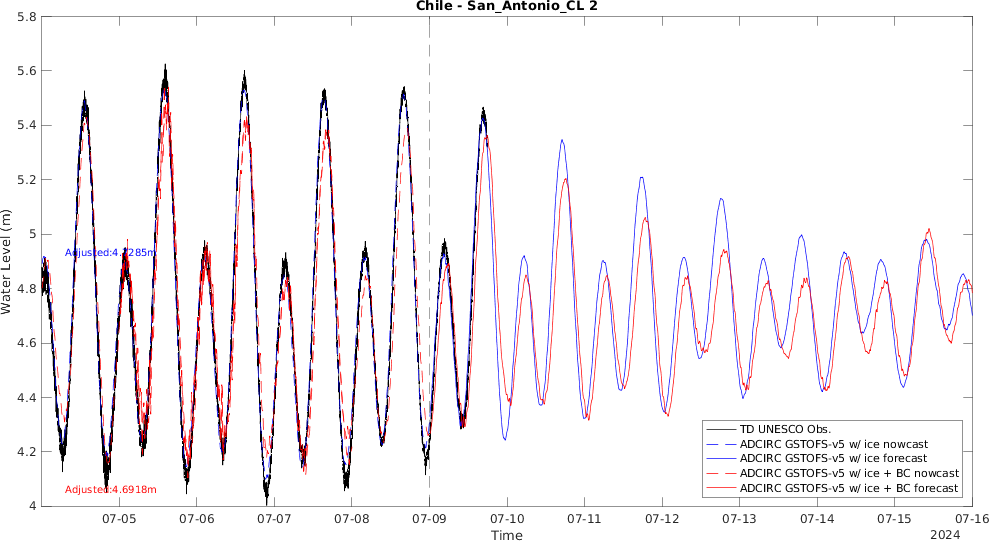 Chile - San_Antonio_CL 2
5.8
5.6
5.4
5.2
5
4.8
4.6
4.4
4.2
4
Water Level (m)
Adjusted:4.6918m
TD UNESCO Obs.
ADCIRC GSTOFS-v5 w/ ice nowcast
ADCIRC GSTOFS-v5 w/ ice forecast
ADCIRC GSTOFS-v5 w/ ice + BC nowcast
ADCIRC GSTOFS-v5 w/ ice + BC forecast
07-05 07-06 07-07 07-08 07-09 07-10 07-11 07-12 07-13 07-14 07-15 07-16
Time
2024